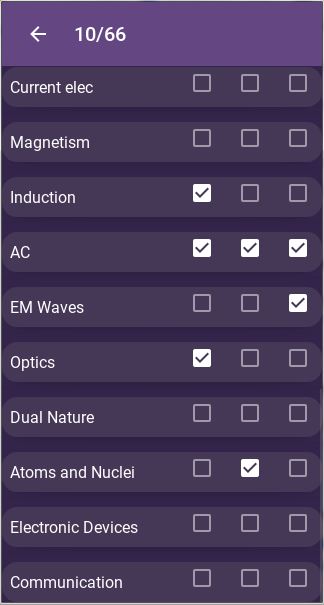 10/66
Current elec
Magnetism
Induction
AC
EM Waves
Optics
Dual Nature
Atoms and Nuclei
Electronic Devices
Communication